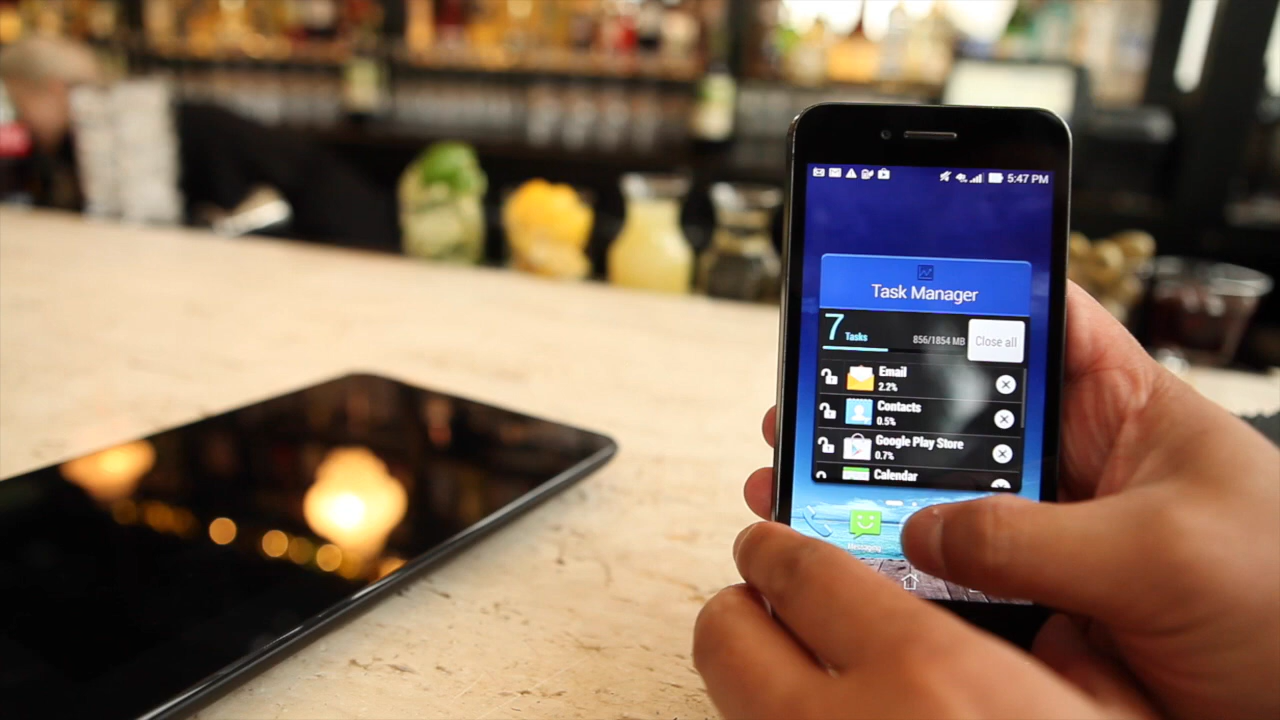 5:47 PM
Task Manager
7 Tasks
856/1854 MB
Close all
Email
2.2%
Contacts
0.5%
Google Play Store
0.7%
Calendar
Messaging